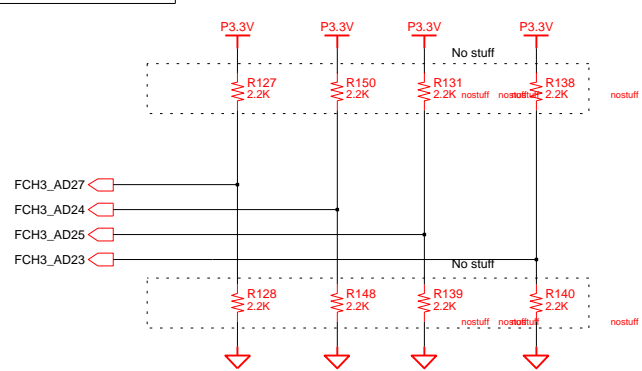 P3.3V P3.3V P3.3V P3.3V
No stuff
R127 R150 R131 R138
2.2K 2.2K 2.2K nostuff nostuff nostuff 2.2K nostuff
FCH3_AD27
FCH3_AD24
FCH3_AD25
FCH3_AD23
No stuff
R128 R148 R139 R140
2.2K 2.2K 2.2K 2.2K
nostuff nostuff nostuff nostuff